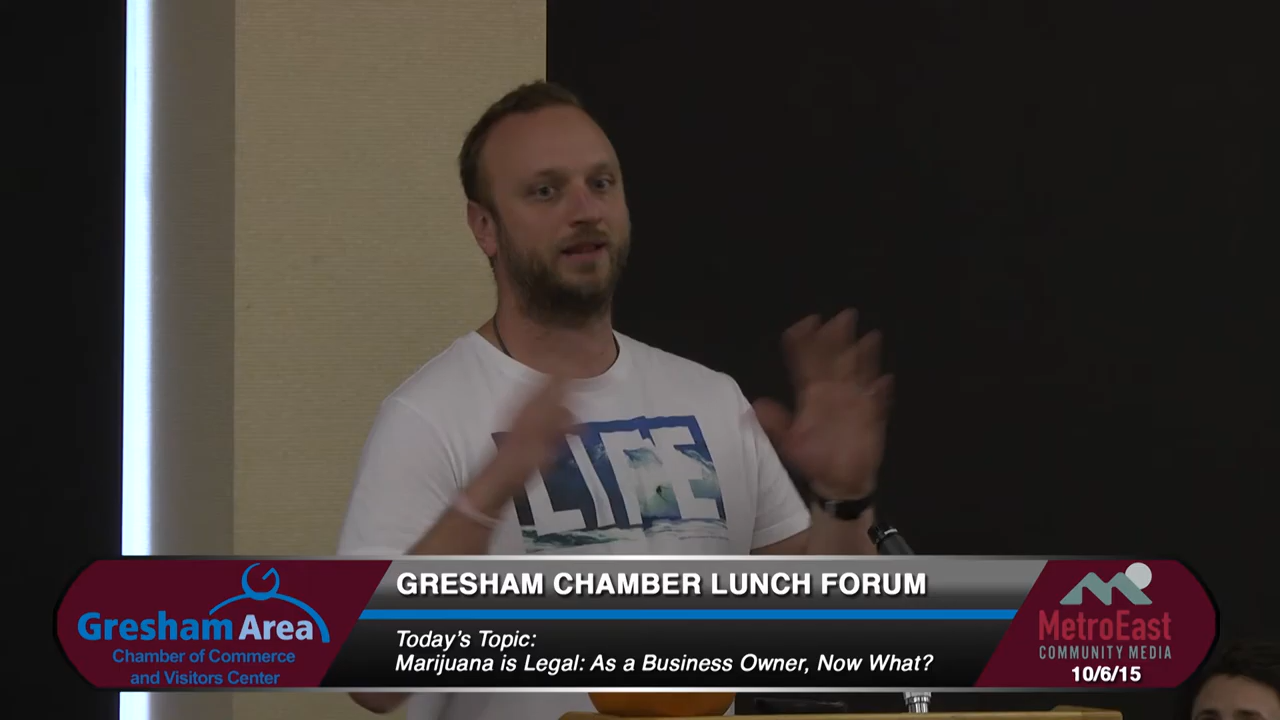 LIFE
GRESHAM CHAMBER LUNCH FORUM
Gresham Area
Chamber of Commerce
and Visitors Center
Today's Topic:
Marijuana is Legal: As a Business Owner, Now What?
MetroEast
COMMUNITY MEDIA
10/6/15